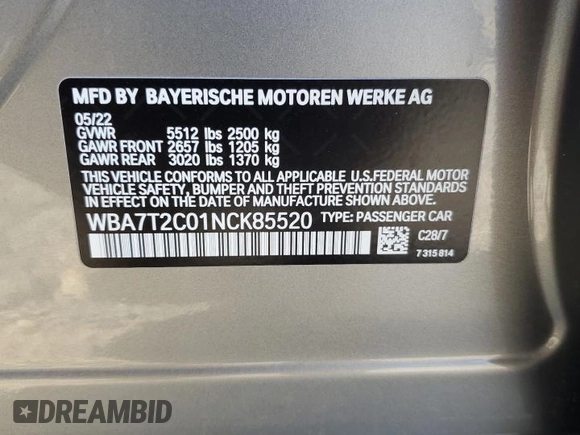 MFD BY BAYERISCHE MOTOREN WERKE AG
05/22
GVWR 5512 lbs 2500 kg
GAWR FRONT 2657 lbs 1205 kg
GAWR REAR 3020 lbs 1370 kg
THIS VEHICLE CONFORMS TO ALL APPLICABLE U.S.FEDERAL MOTOR
VEHICLE SAFETY, BUMPER AND THEFT PREVENTION STANDARDS
IN EFFECT ON THE DATE OF MANUFACTURE SHOWN ABOVE.
WBA7T2C01NCK85520 TYPE: PASSENGER CAR
C28/7
7 315 814
DREAMBID